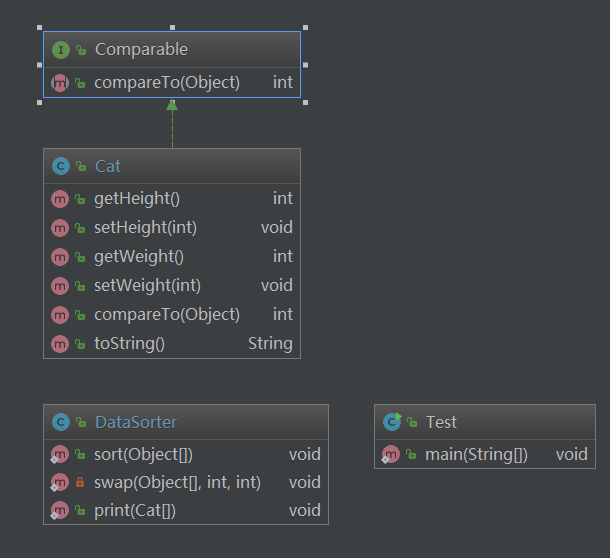 I Comparable
m compareTo(Object) int
C Cat
m getHeight() int
m setHeight(int) void
m getWeight() int
m setWeight(int) void
m compareTo(Object) int
m toString() String
C DataSorter
m sort(Object[]) void
m swap(Object[], int, int) void
m print(Cat[]) void
C Test
m main(String[]) void